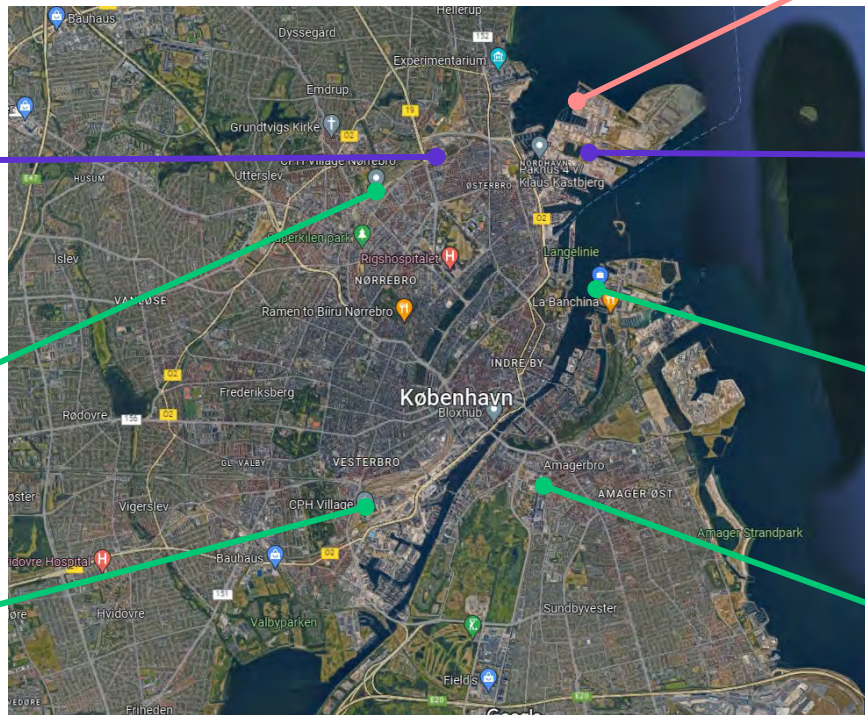 Bauhaus
Hellerup
152
Dyssegård
Experimentarium
Emdrup
19
Grundtvigs Kirke
O2
E47
HUSUM
CPH Village Nørrebro
Utterslev
ØSTERBRO
NORDHAVN
Pakhus 4 v/
Klaus Kastbjerg
O2
Superkilen park
Langelinie
Islev
Rigshospitalet
NØRREBRO
VANLØSE
La Banchina
Ramen to Biiru Nørrebro
INDRE BY
O2
Frederiksberg
København
Rødovre
156
O2
Bloxhub
GL. VALBY
VESTERBRO
Amagerbro
AMAGER ØST
Vigerslev
CPH Village
Amager Strandpark
Hvidovre Hospital
Bauhaus
O2
151
Hvidovre
Valbyparken
Sundbyvester
Field's
E20
E20
Friheden
Google